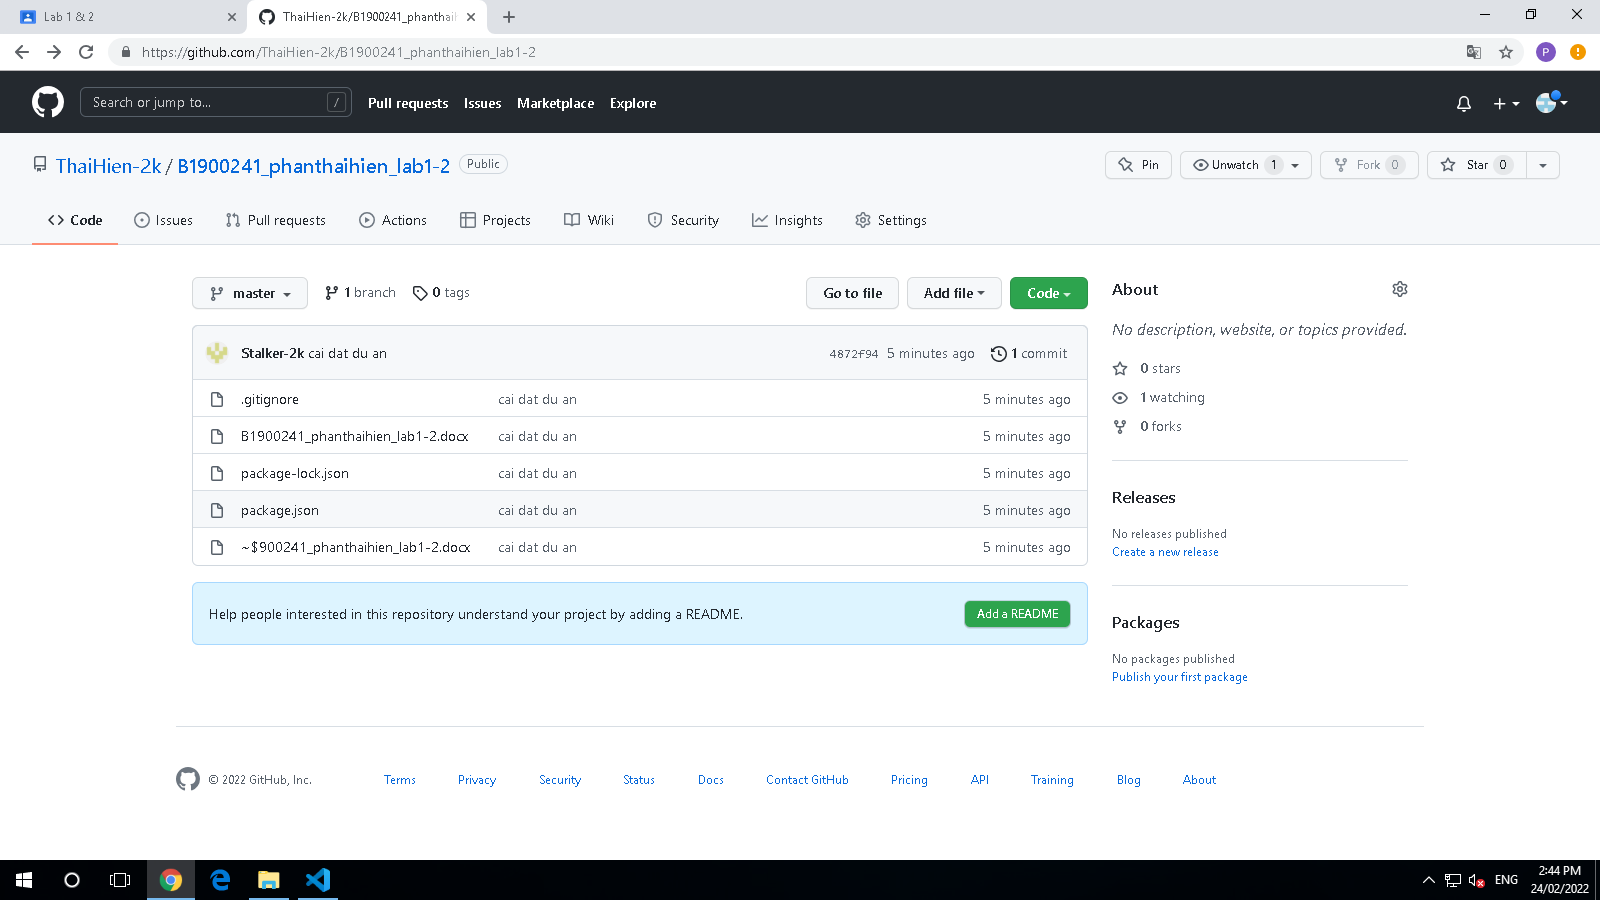 Lab 1 & 2
ThaiHien-2k/B1900241_phanthaih
https://github.com/ThaiHien-2k/B1900241_phanthaihien_lab1-2
P
Search or jump to... /
Pull requests Issues Marketplace Explore
ThaiHien-2k / B1900241_phanthaihien_lab1-2 Public
Pin Unwatch 1 Fork 0 Star 0
Code Issues Pull requests Actions Projects Wiki Security Insights Settings
master 1 branch 0 tags Go to file Add file Code
Stalker-2k cai dat du an 4872f94 5 minutes ago 1 commit
.gitignore cai dat du an 5 minutes ago
B1900241_phanthaihien_lab1-2.docx cai dat du an 5 minutes ago
package-lock.json cai dat du an 5 minutes ago
package.json cai dat du an 5 minutes ago
~$900241_phanthaihien_lab1-2.docx cai dat du an 5 minutes ago
Help people interested in this repository understand your project by adding a README. Add a README
About
No description, website, or topics provided.
0 stars
1 watching
0 forks
Releases
No releases published
Create a new release
Packages
No packages published
Publish your first package
© 2022 GitHub, Inc. Terms Privacy Security Status Docs Contact GitHub Pricing API Training Blog About
ENG
2:44 PM
24/02/2022